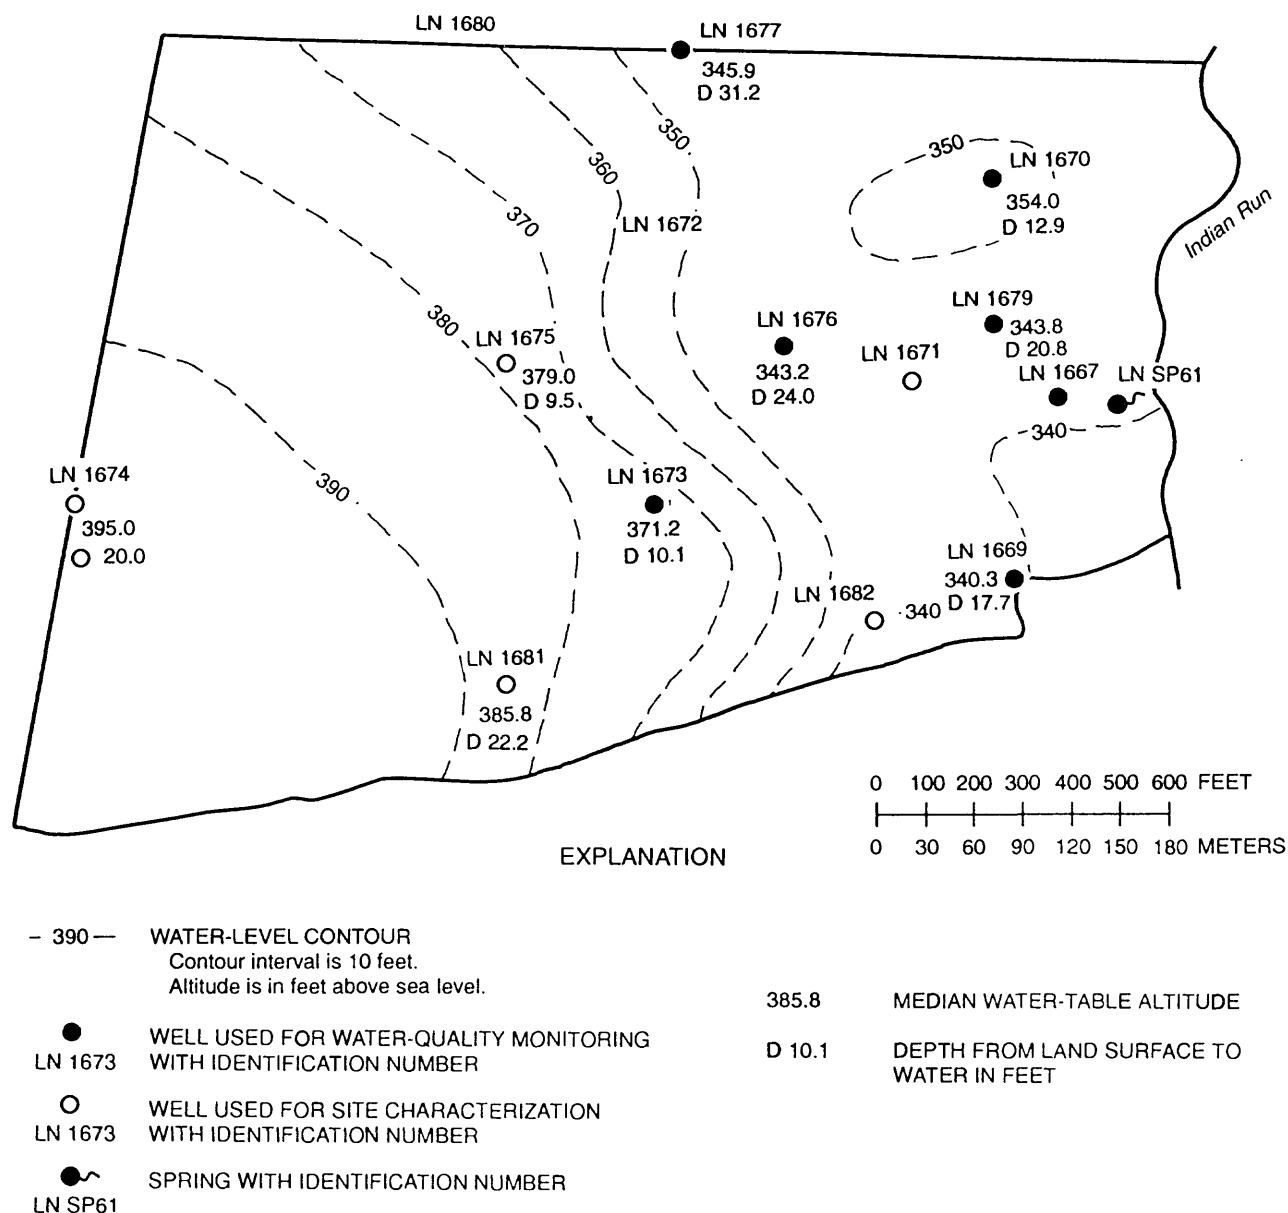 LN 1680
LN 1677
345.9
D 31.2
350
350
LN 1670
354.0
D 12.9
360
370
LN 1672
Indian Run
380
LN 1675
379.0
D 9.5
LN 1676
343.2
D 24.0
LN 1679
343.8
D 20.8
LN 1671
LN 1667
LN SP61
340
LN 1674
395.0
20.0
390
LN 1673
371.2
D 10.1
LN 1669
340.3
D 17.7
LN 1682
340
LN 1681
385.8
D 22.2
0 100 200 300 400 500 600 FEET
0 30 60 90 120 150 180 METERS
EXPLANATION
– 390 — WATER-LEVEL CONTOUR
Contour interval is 10 feet.
Altitude is in feet above sea level.
WELL USED FOR WATER-QUALITY MONITORING
LN 1673 WITH IDENTIFICATION NUMBER
WELL USED FOR SITE CHARACTERIZATION
LN 1673 WITH IDENTIFICATION NUMBER
SPRING WITH IDENTIFICATION NUMBER
LN SP61
385.8 MEDIAN WATER-TABLE ALTITUDE
D 10.1 DEPTH FROM LAND SURFACE TO
WATER IN FEET